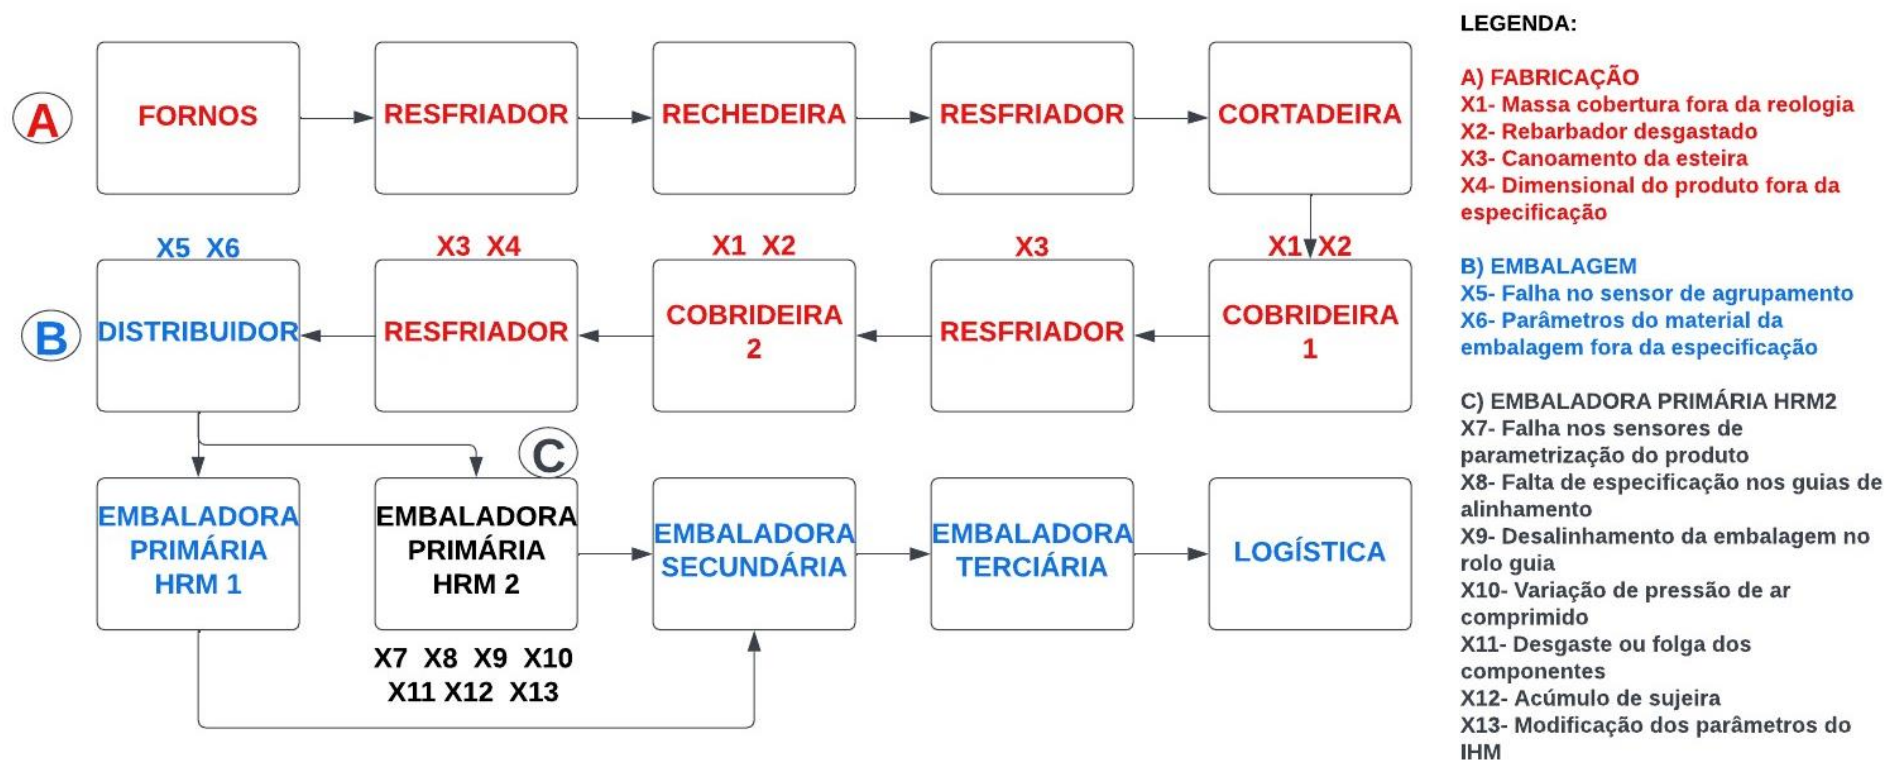 A
FORNOS
RESFRIADOR
RECHEDEIRA
RESFRIADOR
CORTADEIRA
X5 X6
X3 X4
X1 X2
X3
X1 X2
B
DISTRIBUIDOR
RESFRIADOR
COBRIDEIRA
2
RESFRIADOR
COBRIDEIRA
1
C
EMBALADORA
PRIMÁRIA
HRM 1
EMBALADORA
PRIMÁRIA
HRM 2
EMBALADORA
SECUNDÁRIA
EMBALADORA
TERCIÁRIA
LOGÍSTICA
X7 X8 X9 X10
X11 X12 X13
LEGENDA:
A) FABRICAÇÃO
X1- Massa cobertura fora da reologia
X2- Rebarbador desgastado
X3- Canoamento da esteira
X4- Dimensional do produto fora da
especificação
B) EMBALAGEM
X5- Falha no sensor de agrupamento
X6- Parâmetros do material da
embalagem fora da especificação
C) EMBALADORA PRIMÁRIA HRM2
X7- Falha nos sensores de
parametrização do produto
X8- Falta de especificação nos guias de
alinhamento
X9- Desalinhamento da embalagem no
rolo guia
X10- Variação de pressão de ar
comprimido
X11- Desgaste ou folga dos
componentes
X12- Acúmulo de sujeira
X13- Modificação dos parâmetros do
IHM